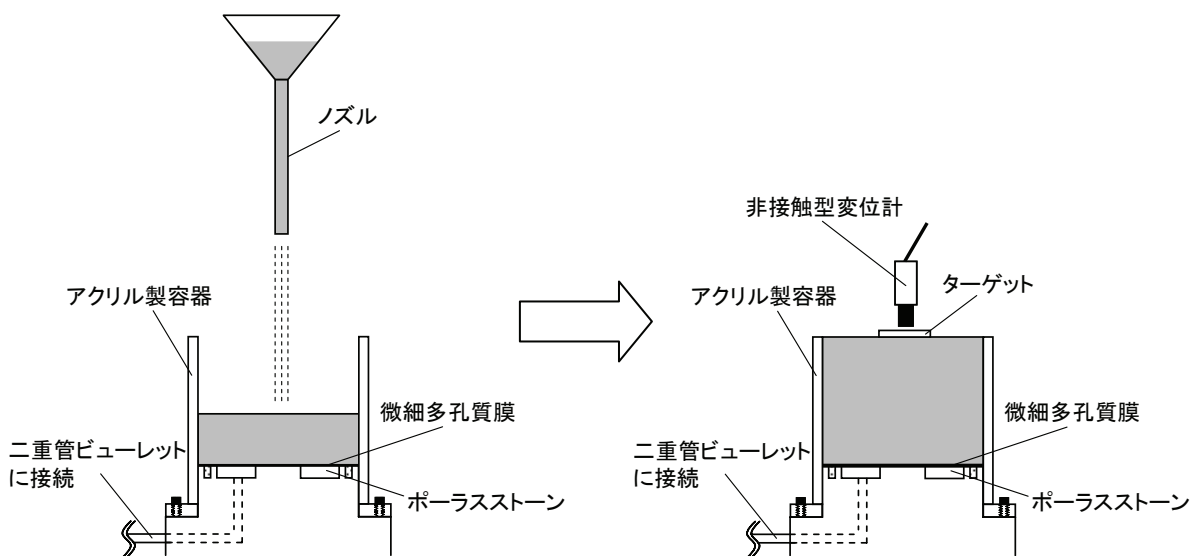 ノズル
アクリル製容器
微細多孔質膜
二重管ビューレット
に接続
ポーラスストーン
非接触型変位計
ターゲット
アクリル製容器
微細多孔質膜
二重管ビューレット
に接続
ポーラスストーン